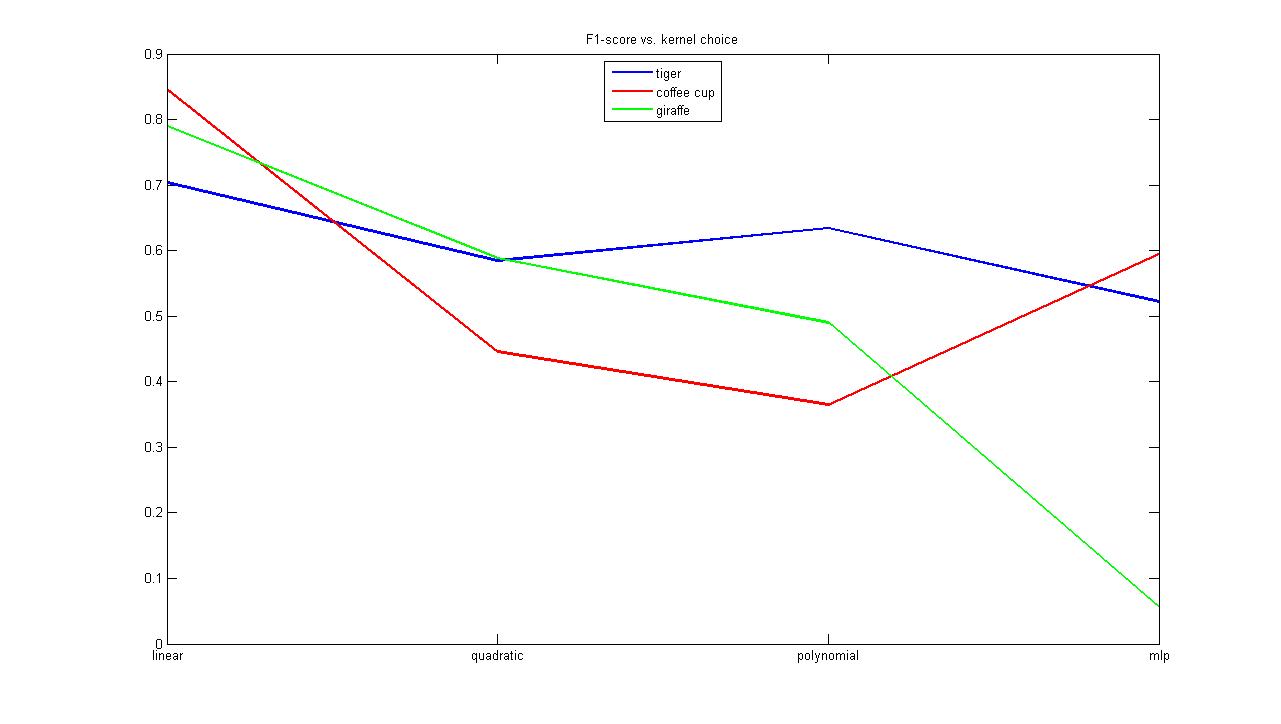 F1-score vs. kernel choice
tiger
coffee cup
giraffe
0.9
0.8
0.7
0.6
0.5
0.4
0.3
0.2
0.1
0
linear quadratic polynomial mlp